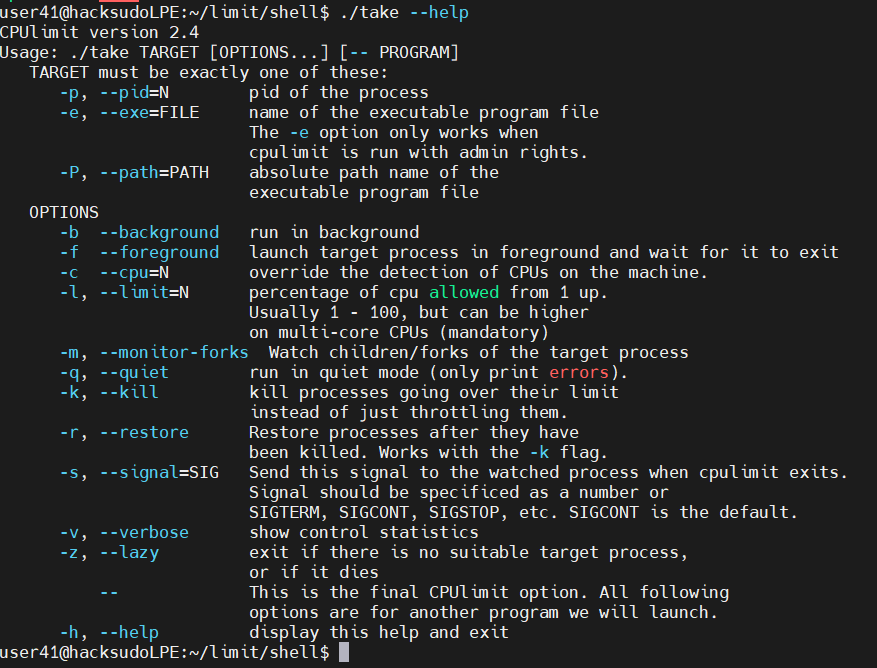 user41@hacksudoLPE:~/limit/shell$ ./take --help
CPUlimit version 2.4
Usage: ./take TARGET [OPTIONS...] [-- PROGRAM]
   TARGET must be exactly one of these:
      -p, --pid=N        pid of the process
      -e, --exe=FILE     name of the executable program file
                         The -e option only works when
                         cpulimit is run with admin rights.
      -P, --path=PATH    absolute path name of the
                         executable program file
   OPTIONS
      -b  --background   run in background
      -f  --foreground   launch target process in foreground and wait for it to exit
      -c  --cpu=N        override the detection of CPUs on the machine.
      -l, --limit=N      percentage of cpu allowed from 1 up.
                         Usually 1 - 100, but can be higher
                         on multi-core CPUs (mandatory)
      -m, --monitor-forks  Watch children/forks of the target process
      -q, --quiet        run in quiet mode (only print errors).
      -k, --kill         kill processes going over their limit
                         instead of just throttling them.
      -r, --restore      Restore processes after they have
                         been killed. Works with the -k flag.
      -s, --signal=SIG   Send this signal to the watched process when cpulimit exits.
                         Signal should be specificed as a number or
                         SIGTERM, SIGCONT, SIGSTOP, etc. SIGCONT is the default.
      -v, --verbose      show control statistics
      -z, --lazy         exit if there is no suitable target process,
                         or if it dies
          --             This is the final CPUlimit option. All following
                         options are for another program we will launch.
      -h, --help         display this help and exit
user41@hacksudoLPE:~/limit/shell$